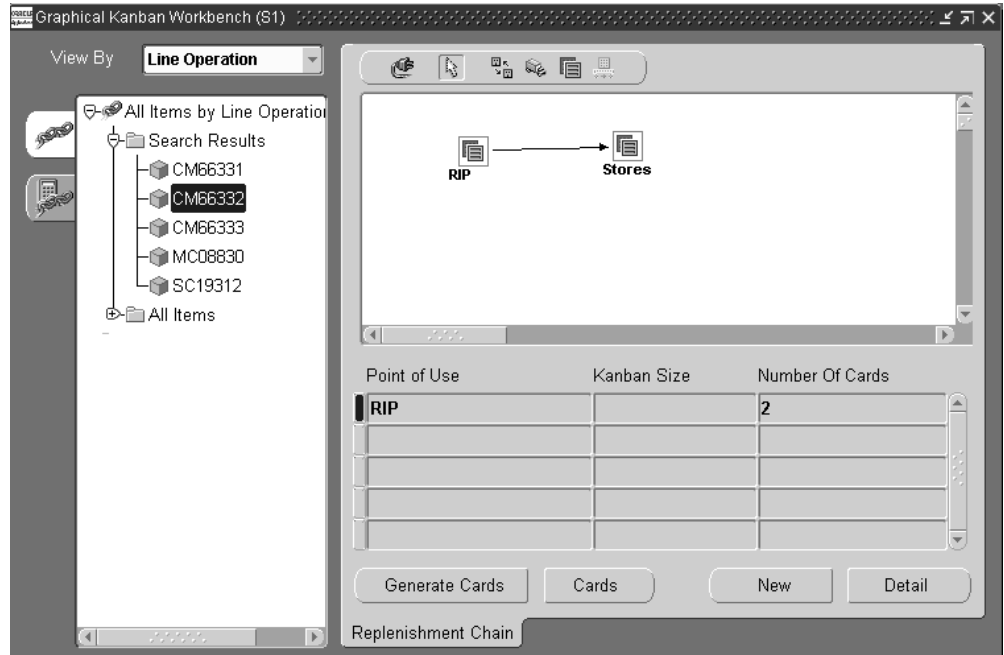 Graphical Kanban Workbench (S1)
View By
Line Operation
All Items by Line Operation
Search Results
CM66331
CM66332
CM66333
MC08830
SC19312
All Items
RIP
Stores
Point of Use
Kanban Size
Number Of Cards
RIP
2
Generate Cards
Cards
New
Detail
Replenishment Chain